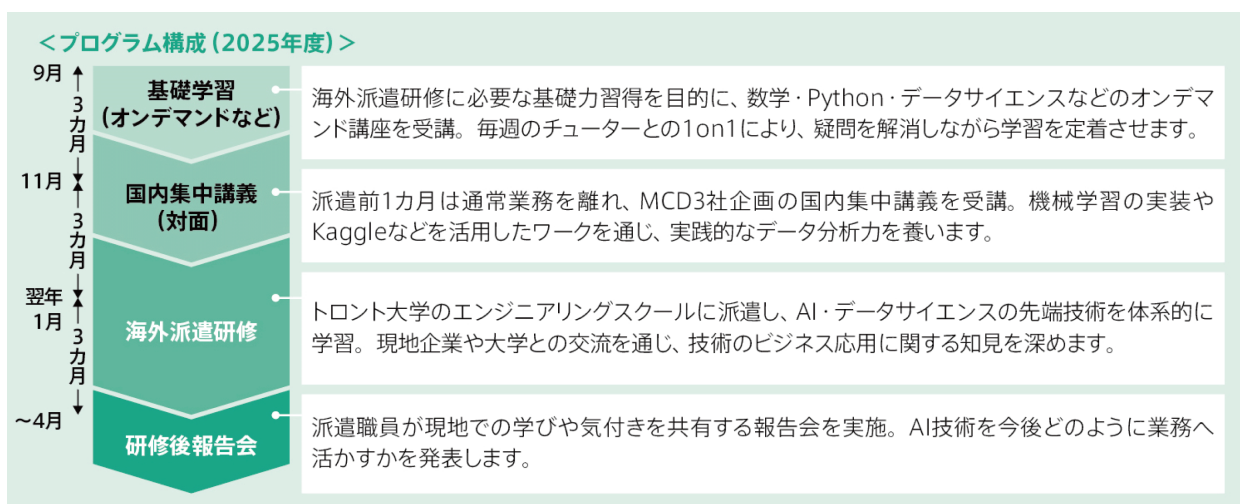 ＜プログラム構成（2025年度）＞
9月
3カ月
基礎学習
（オンデマンドなど）
海外派遣研修に必要な基礎力習得を目的に、数学・Python・データサイエンスなどのオンデマ
ンド講座を受講。毎週のチューターとの1on1により、疑問を解消しながら学習を定着させます。
11月
3カ月
国内集中講義
（対面）
派遣前1カ月は通常業務を離れ、MCD3社企画の国内集中講義を受講。機械学習の実装や
Kaggleなどを活用したワークを通じ、実践的なデータ分析力を養います。
翌年
1月
3カ月
海外派遣研修
トロント大学のエンジニアリングスクールに派遣し、AI・データサイエンスの先端技術を体系的に
学習。現地企業や大学との交流を通じ、技術のビジネス応用に関する知見を深めます。
～4月
研修後報告会
派遣職員が現地での学びや気付きを共有する報告会を実施。AI技術を今後どのように業務へ
活かすかを発表します。